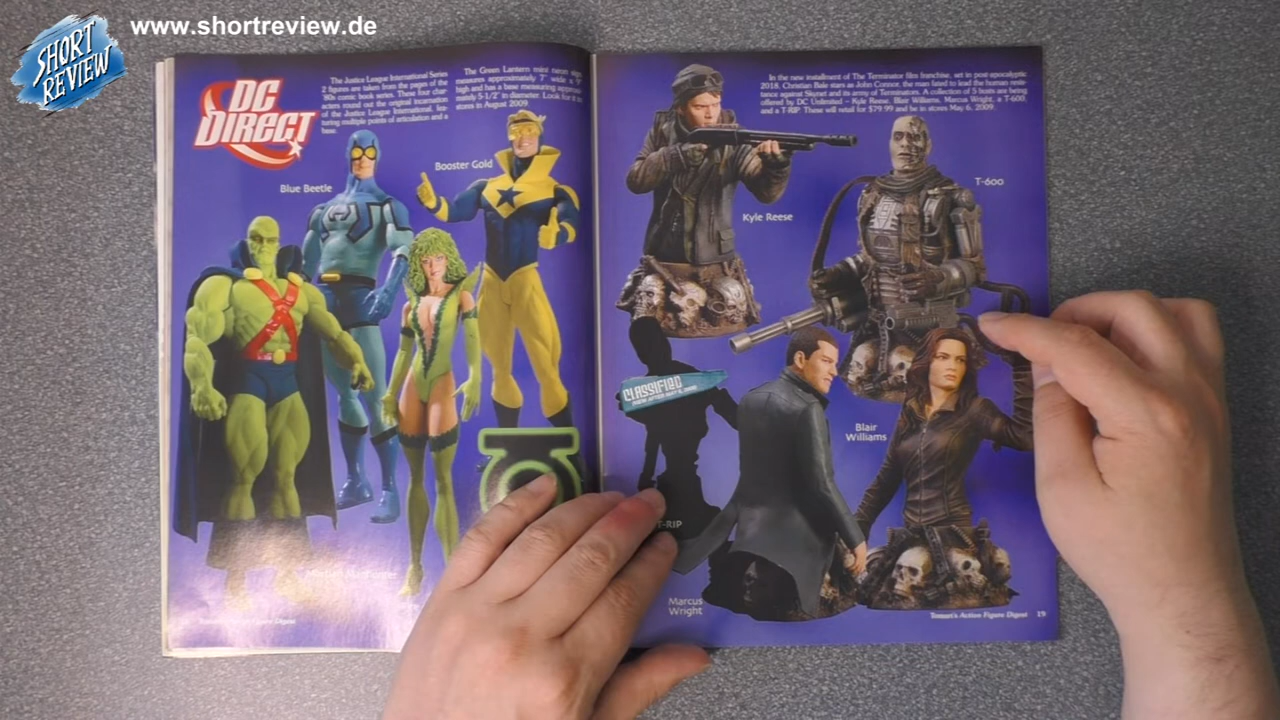 SHORT
REVIEW
www.shortreview.de
DC
DIRECT
The Justice League International Series
2 figures are taken from the pages of the
'80s comic book series. These four char-
acters round out the original incarnation
of the Justice League International, fea-
turing multiple points of articulation and a
base.
The Green Lantern mini neon sign
measures approximately 7" wide x 9"
high and has a base measuring approxi-
mately 5-1/2" in diameter. Look for it in
stores in August 2009.
Blue Beetle
Booster Gold
Martian Manhunter
Tomart's Action Figure Digest
In the new installment of The Terminator film franchise, set in post-apocalyptic
2018, Christian Bale stars as John Connor, the man fated to lead the human resis-
tance against Skynet and its army of Terminators. A collection of 5 busts are being
offered by DC Unlimited – Kyle Reese, Blair Williams, Marcus Wright, a T-600,
and a T-RIP. These will retail for $79.99 and be in stores May 6, 2009.
T-600
Kyle Reese
CLASSIFIED
Blair
Williams
T-RIP
Marcus
Wright
Tomart's Action Figure Digest 19